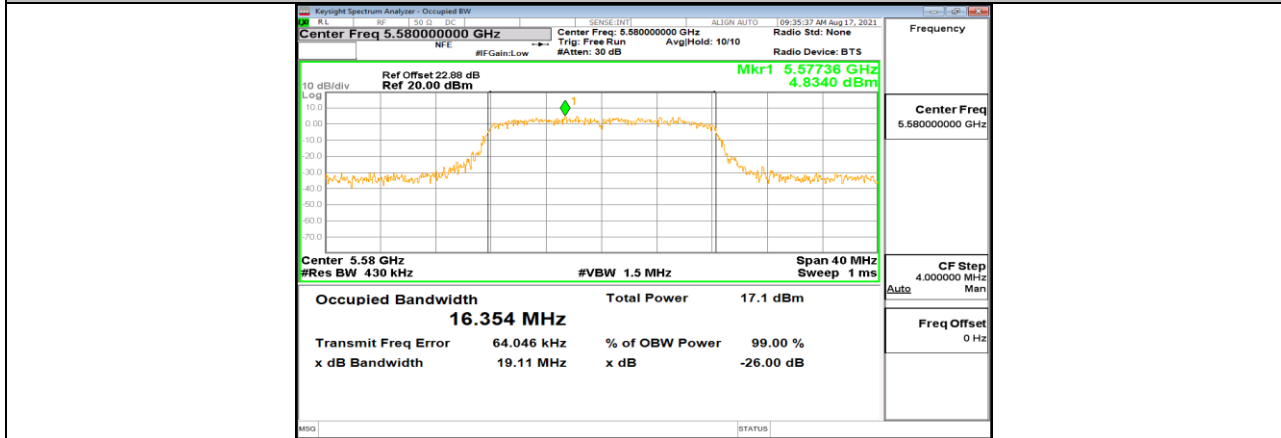 Keysight Spectrum Analyzer - Occupied BW
RL RF 50 Ω DC SENSE:INT ALIGN AUTO 09:35:37 AM Aug 17, 2021
Center Freq 5.580000000 GHz Center Freq: 5.580000000 GHz Radio Std: None Frequency
NFE Trig: Free Run Avg|Hold: 10/10
#IFGain:Low #Atten: 30 dB Radio Device: BTS
Mkr1 5.57736 GHz
4.8340 dBm
Ref Offset 22.88 dB
10 dB/div Ref 20.00 dBm
Log
10.0
0.00
-10.0
-20.0
-30.0
-40.0
-50.0
-60.0
-70.0
1
Center Freq
5.580000000 GHz
Center 5.58 GHz Span 40 MHz
#Res BW 430 kHz #VBW 1.5 MHz Sweep 1 ms
CF Step
4.000000 MHz
Auto Man
Occupied Bandwidth Total Power 17.1 dBm
16.354 MHz
Transmit Freq Error 64.046 kHz % of OBW Power 99.00 %
x dB Bandwidth 19.11 MHz x dB -26.00 dB
Freq Offset
0 Hz
MSG STATUS